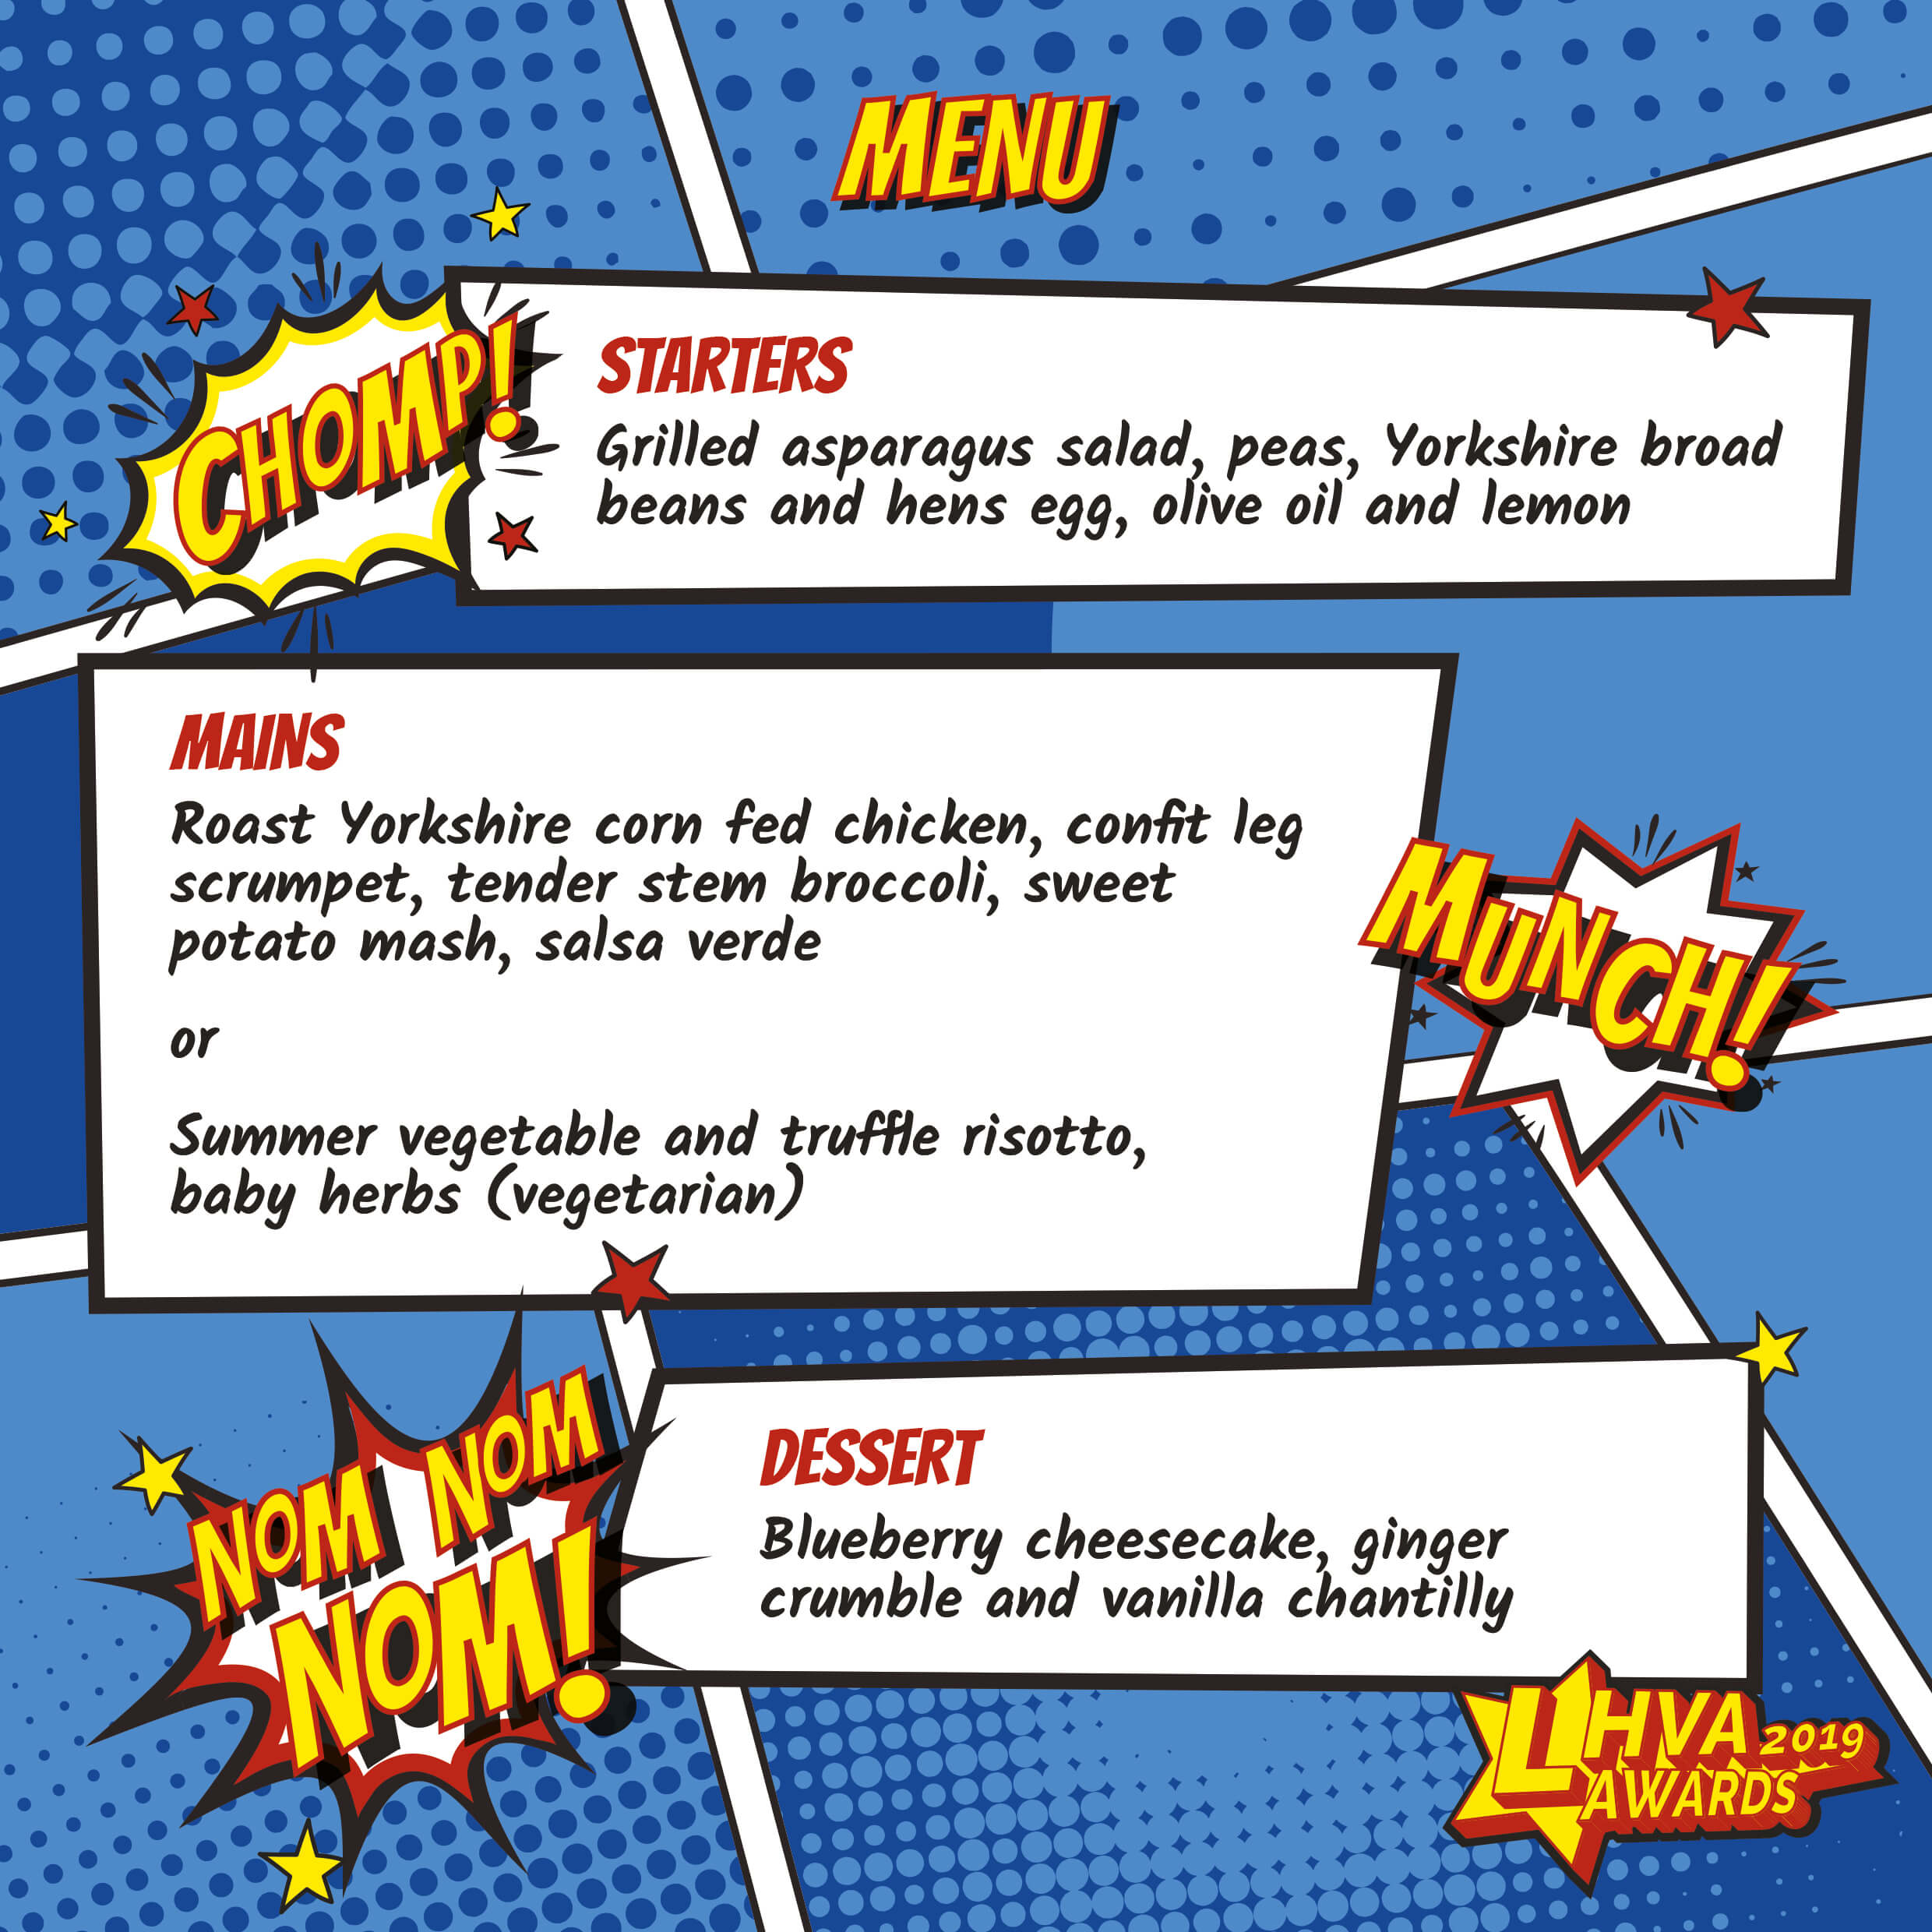 MENU
CHOMP!
STARTERS
Grilled asparagus salad, peas, Yorkshire broad
beans and hens egg, olive oil and lemon
MAINS
Roast Yorkshire corn fed chicken, confit leg
scrumpet, tender stem broccoli, sweet
potato mash, salsa verde
or
Summer vegetable and truffle risotto,
baby herbs (vegetarian)
MUNCH!
NOM NOM
NOM!
DESSERT
Blueberry cheesecake, ginger
crumble and vanilla chantilly
LHVA 2019
AWARDS